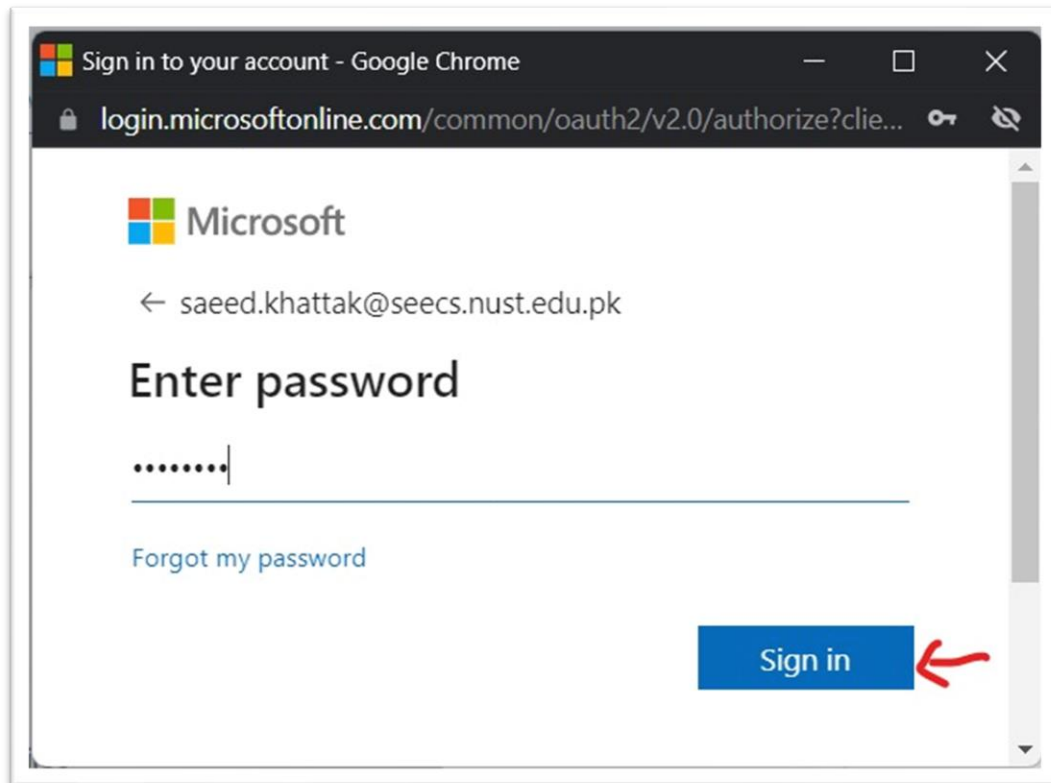 Sign in to your account - Google Chrome
login.microsoftonline.com/common/oauth2/v2.0/authorize?clie...
Microsoft
← saeed.khattak@seecs.nust.edu.pk
Enter password
••••••••
Forgot my password
Sign in